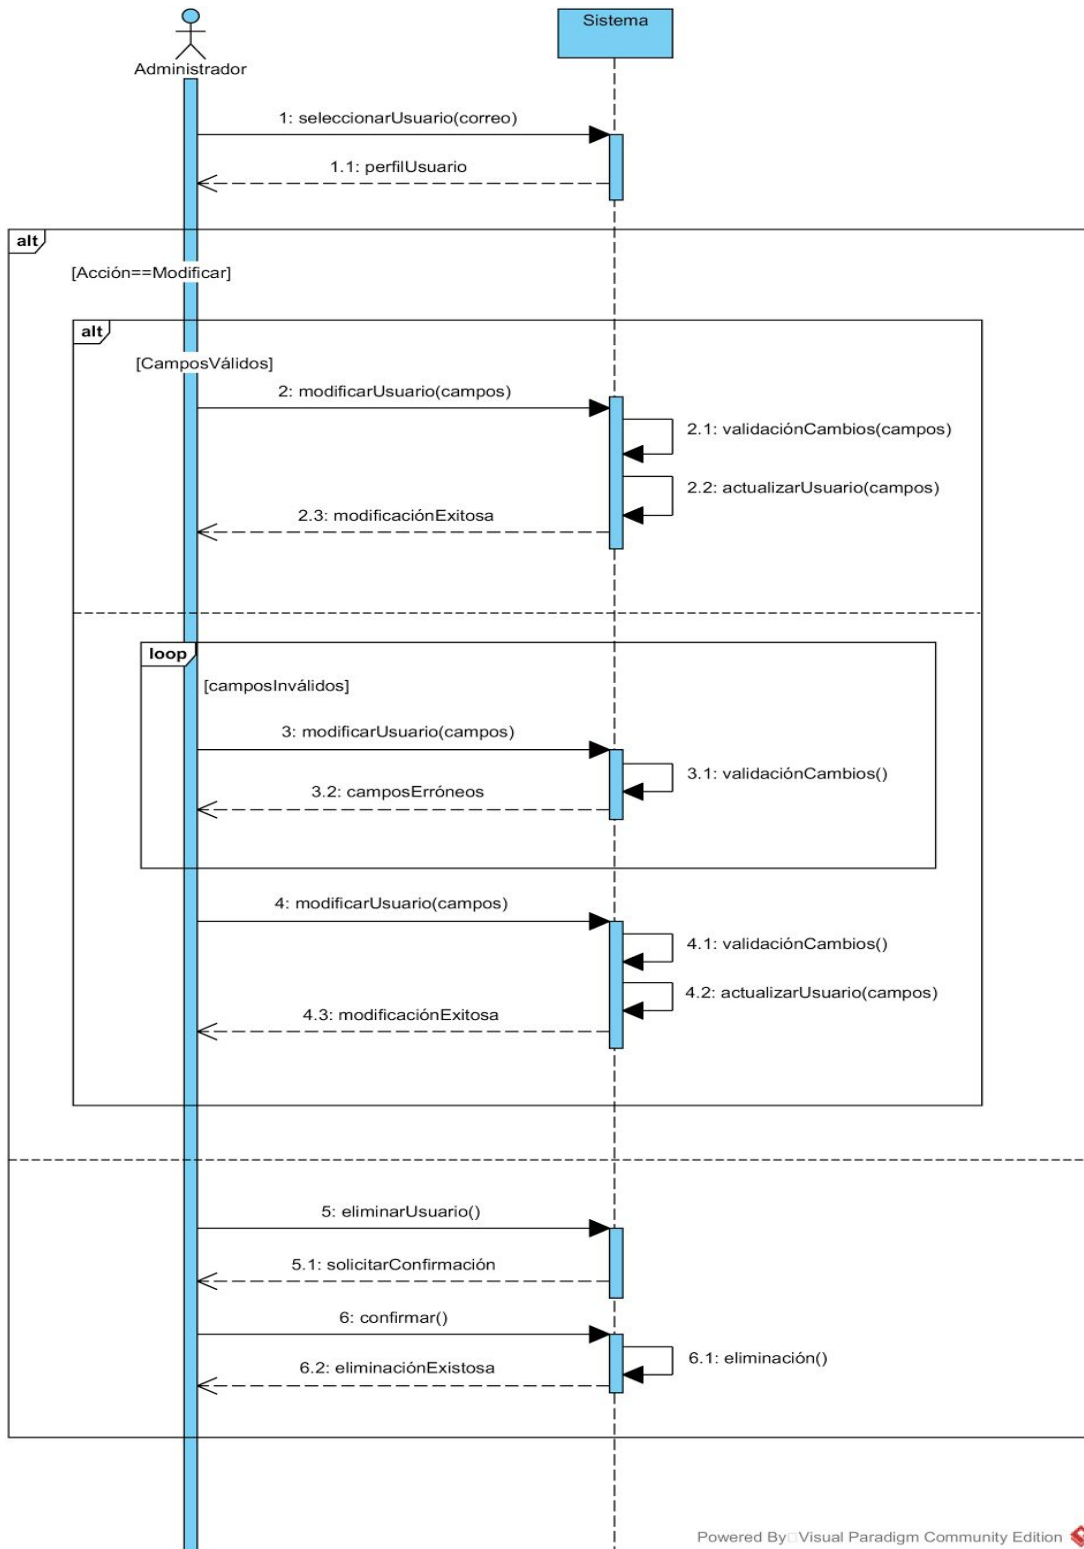 Sistema
Administrador
1: seleccionarUsuario(correo)
1.1: perfilUsuario
alt
[Acción==Modificar]
alt
[CamposVálidos]
2: modificarUsuario(campos)
2.1: validaciónCambios(campos)
2.2: actualizarUsuario(campos)
2.3: modificaciónExitosa
loop
[camposInválidos]
3: modificarUsuario(campos)
3.1: validaciónCambios()
3.2: camposErróneos
4: modificarUsuario(campos)
4.1: validaciónCambios()
4.2: actualizarUsuario(campos)
4.3: modificaciónExitosa
5: eliminarUsuario()
5.1: solicitarConfirmación
6: confirmar()
6.1: eliminación()
6.2: eliminaciónExistosa
Powered By Visual Paradigm Community Edition